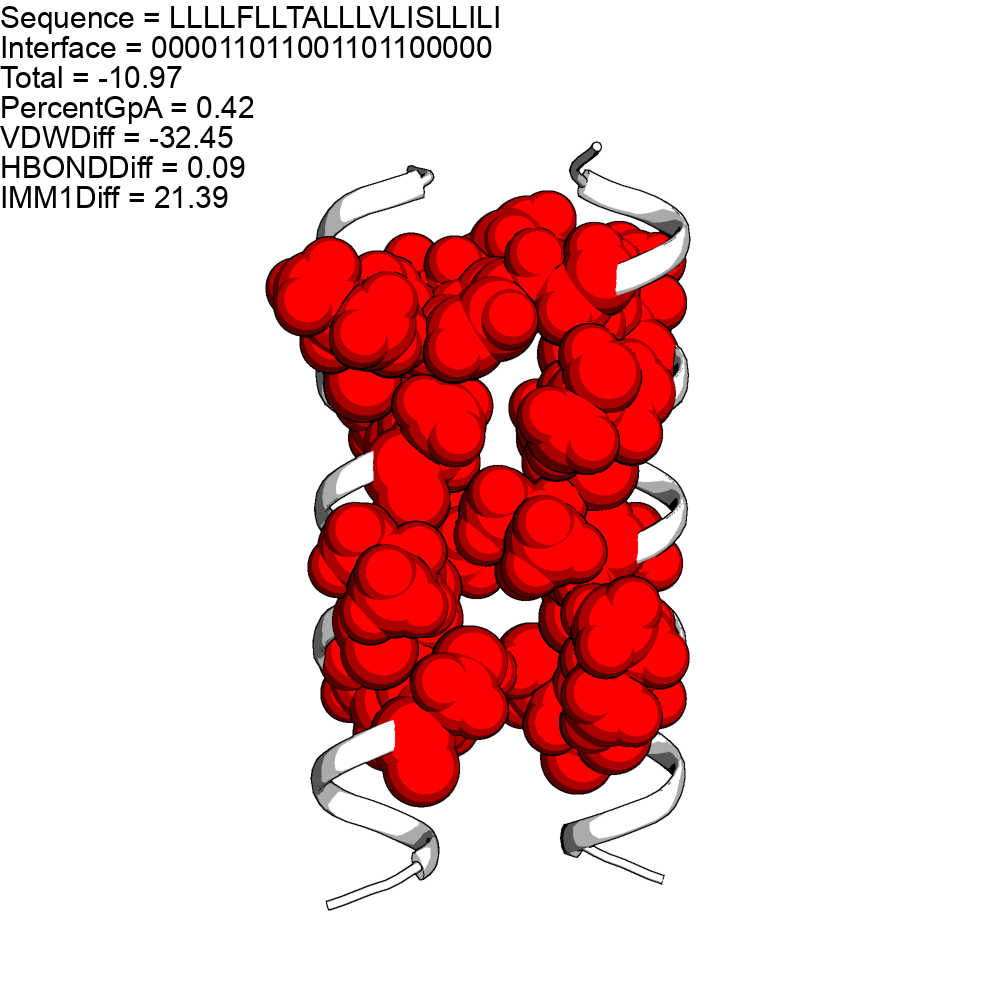 Sequence = LLLLFLLTALLLVLISLLILI
Interface = 000011011001101100000
Total = -10.97
PercentGpA = 0.42
VDWDiff = -32.45
HBONDDiff = 0.09
IMM1Diff = 21.39